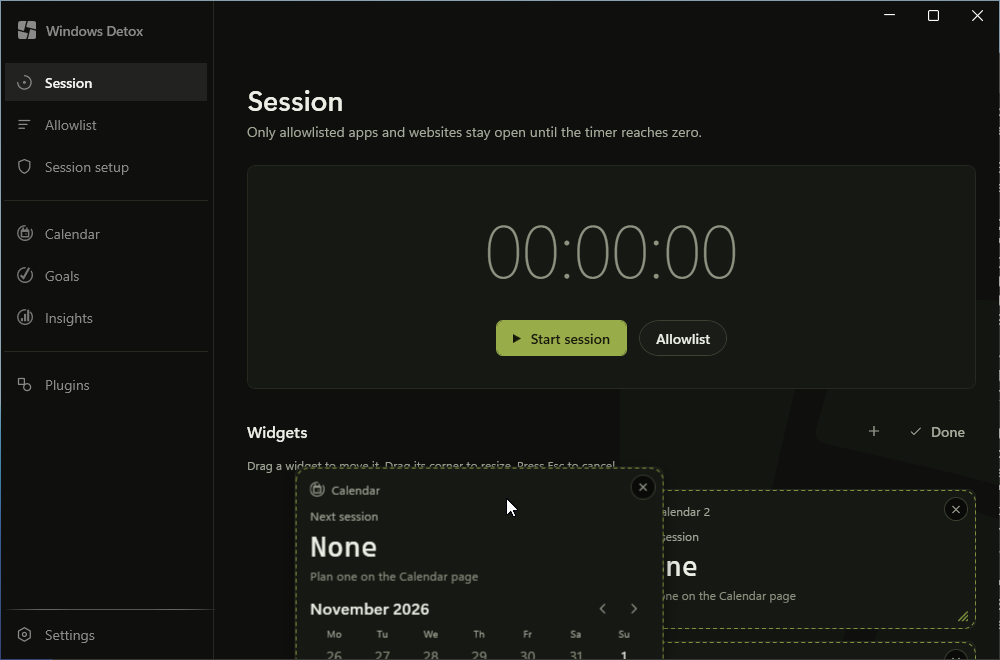 Windows Detox
Session
Allowlist
Session setup
Calendar
Goals
Insights
Plugins
Settings
Session
Only allowlisted apps and websites stay open until the timer reaches zero.
00:00:00
Start session
Allowlist
Widgets
Done
Drag a widget to move it. Drag its corner to resize. Press Esc to cancel.
Calendar
Next session
None
Plan one on the Calendar page
November 2026
Mo Tu We Th Fr Sa Su
26 27 28 29 30 31 1
alendar 2
session
ne
ne on the Calendar page